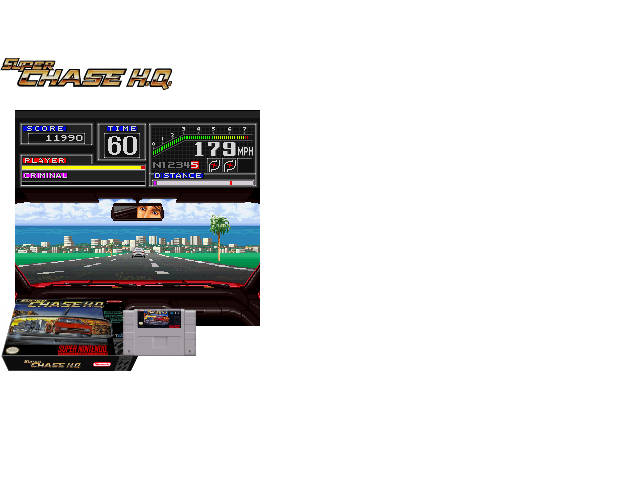 SUPER
CHASE H.Q.
SCORE
11990
TIME
60
0 1 2 3 4 5 6 7
179 MPH
N12345
PLAYER
CRIMINAL
DISTANCE
SUPER
CHASE H.Q.
SUPER NINTENDO
SUPER
CHASE H.Q.